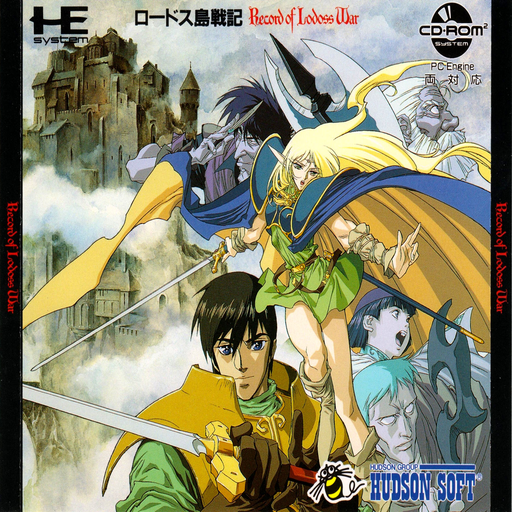 HE
SYSTEM
ロードス島戦記 Record of Lodoss War
CD-ROM²
SYSTEM
PC Engine
両対応
Record of Lodoss War
Record of Lodoss War
HUDSON GROUP
HUDSON SOFT®